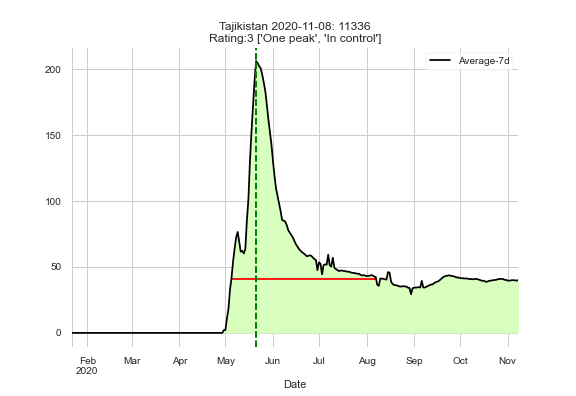 Tajikistan 2020-11-08: 11336
Rating:3 ['One peak', 'In control']
Average-7d
200
150
100
50
0
Feb Mar Apr May Jun Jul Aug Sep Oct Nov
2020
Date